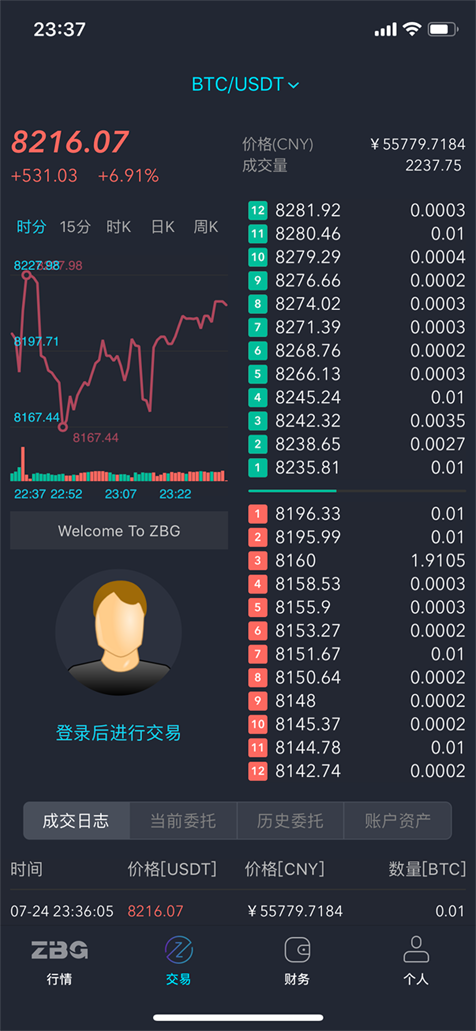 23:37
BTC/USDT
8216.07
+531.03 +6.91%
价格(CNY) ¥55779.7184
成交量 2237.75
时分 15分 时K 日K 周K
8227.98 8227.98
8197.71
8167.44
8167.44
22:37 22:52 23:07 23:22
Welcome To ZBG
登录后进行交易
12 8281.92 0.0003
11 8280.46 0.01
10 8279.29 0.0004
9 8276.66 0.0002
8 8274.02 0.0003
7 8271.39 0.0003
6 8268.76 0.0002
5 8266.13 0.0003
4 8245.24 0.01
3 8242.32 0.0035
2 8238.65 0.0027
1 8235.81 0.01
1 8196.33 0.01
2 8195.99 0.01
3 8160 1.9105
4 8158.53 0.0003
5 8155.9 0.0003
6 8153.27 0.0002
7 8151.67 0.01
8 8150.64 0.0002
9 8148 0.0002
10 8145.37 0.0002
11 8144.78 0.01
12 8142.74 0.0002
成交日志 当前委托 历史委托 账户资产
时间 价格[USDT] 价格[CNY] 数量[BTC]
07-24 23:36:05 8216.07 ¥55779.7184 0.01
ZBG
行情 交易 财务 个人